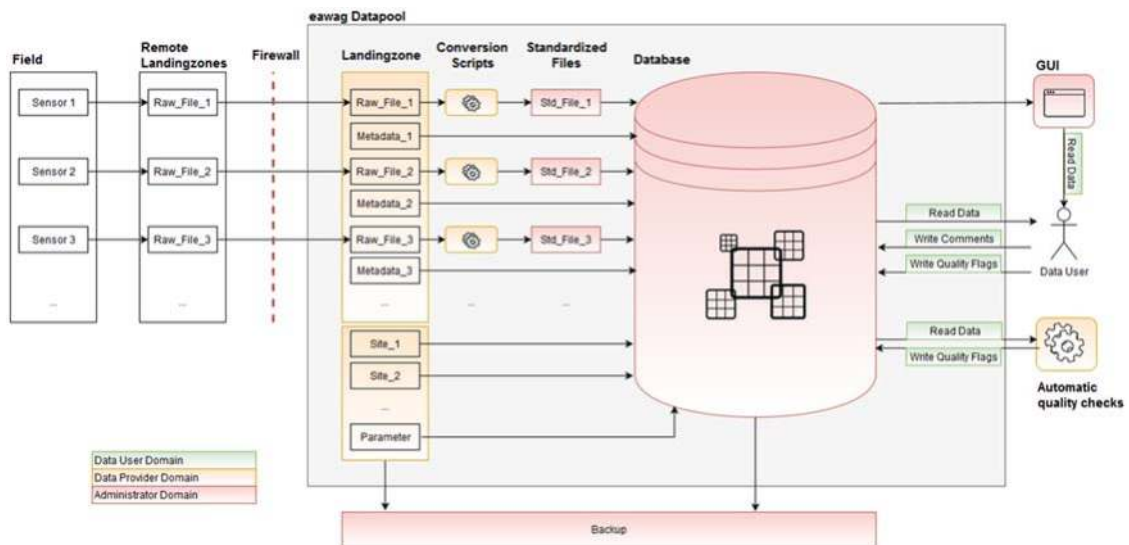 eawag Datapool
Field
Remote
Landingzones
Firewall
Landingzone
Conversion
Scripts
Standardized
Files
Database
GUI
Sensor 1
Raw_File_1
Raw_File_1
Std_File_1
Metadata_1
Sensor 2
Raw_File_2
Raw_File_2
Std_File_2
Metadata_2
Sensor 3
Raw_File_3
Raw_File_3
Std_File_3
Metadata_3
...
...
...
...
...
Read Data
Read Data
Write Comments
Write Quality Flags
Data User
Site_1
Site_2
...
Parameter
Read Data
Write Quality Flags
Automatic
quality checks
Data User Domain
Data Provider Domain
Administrator Domain
Backup